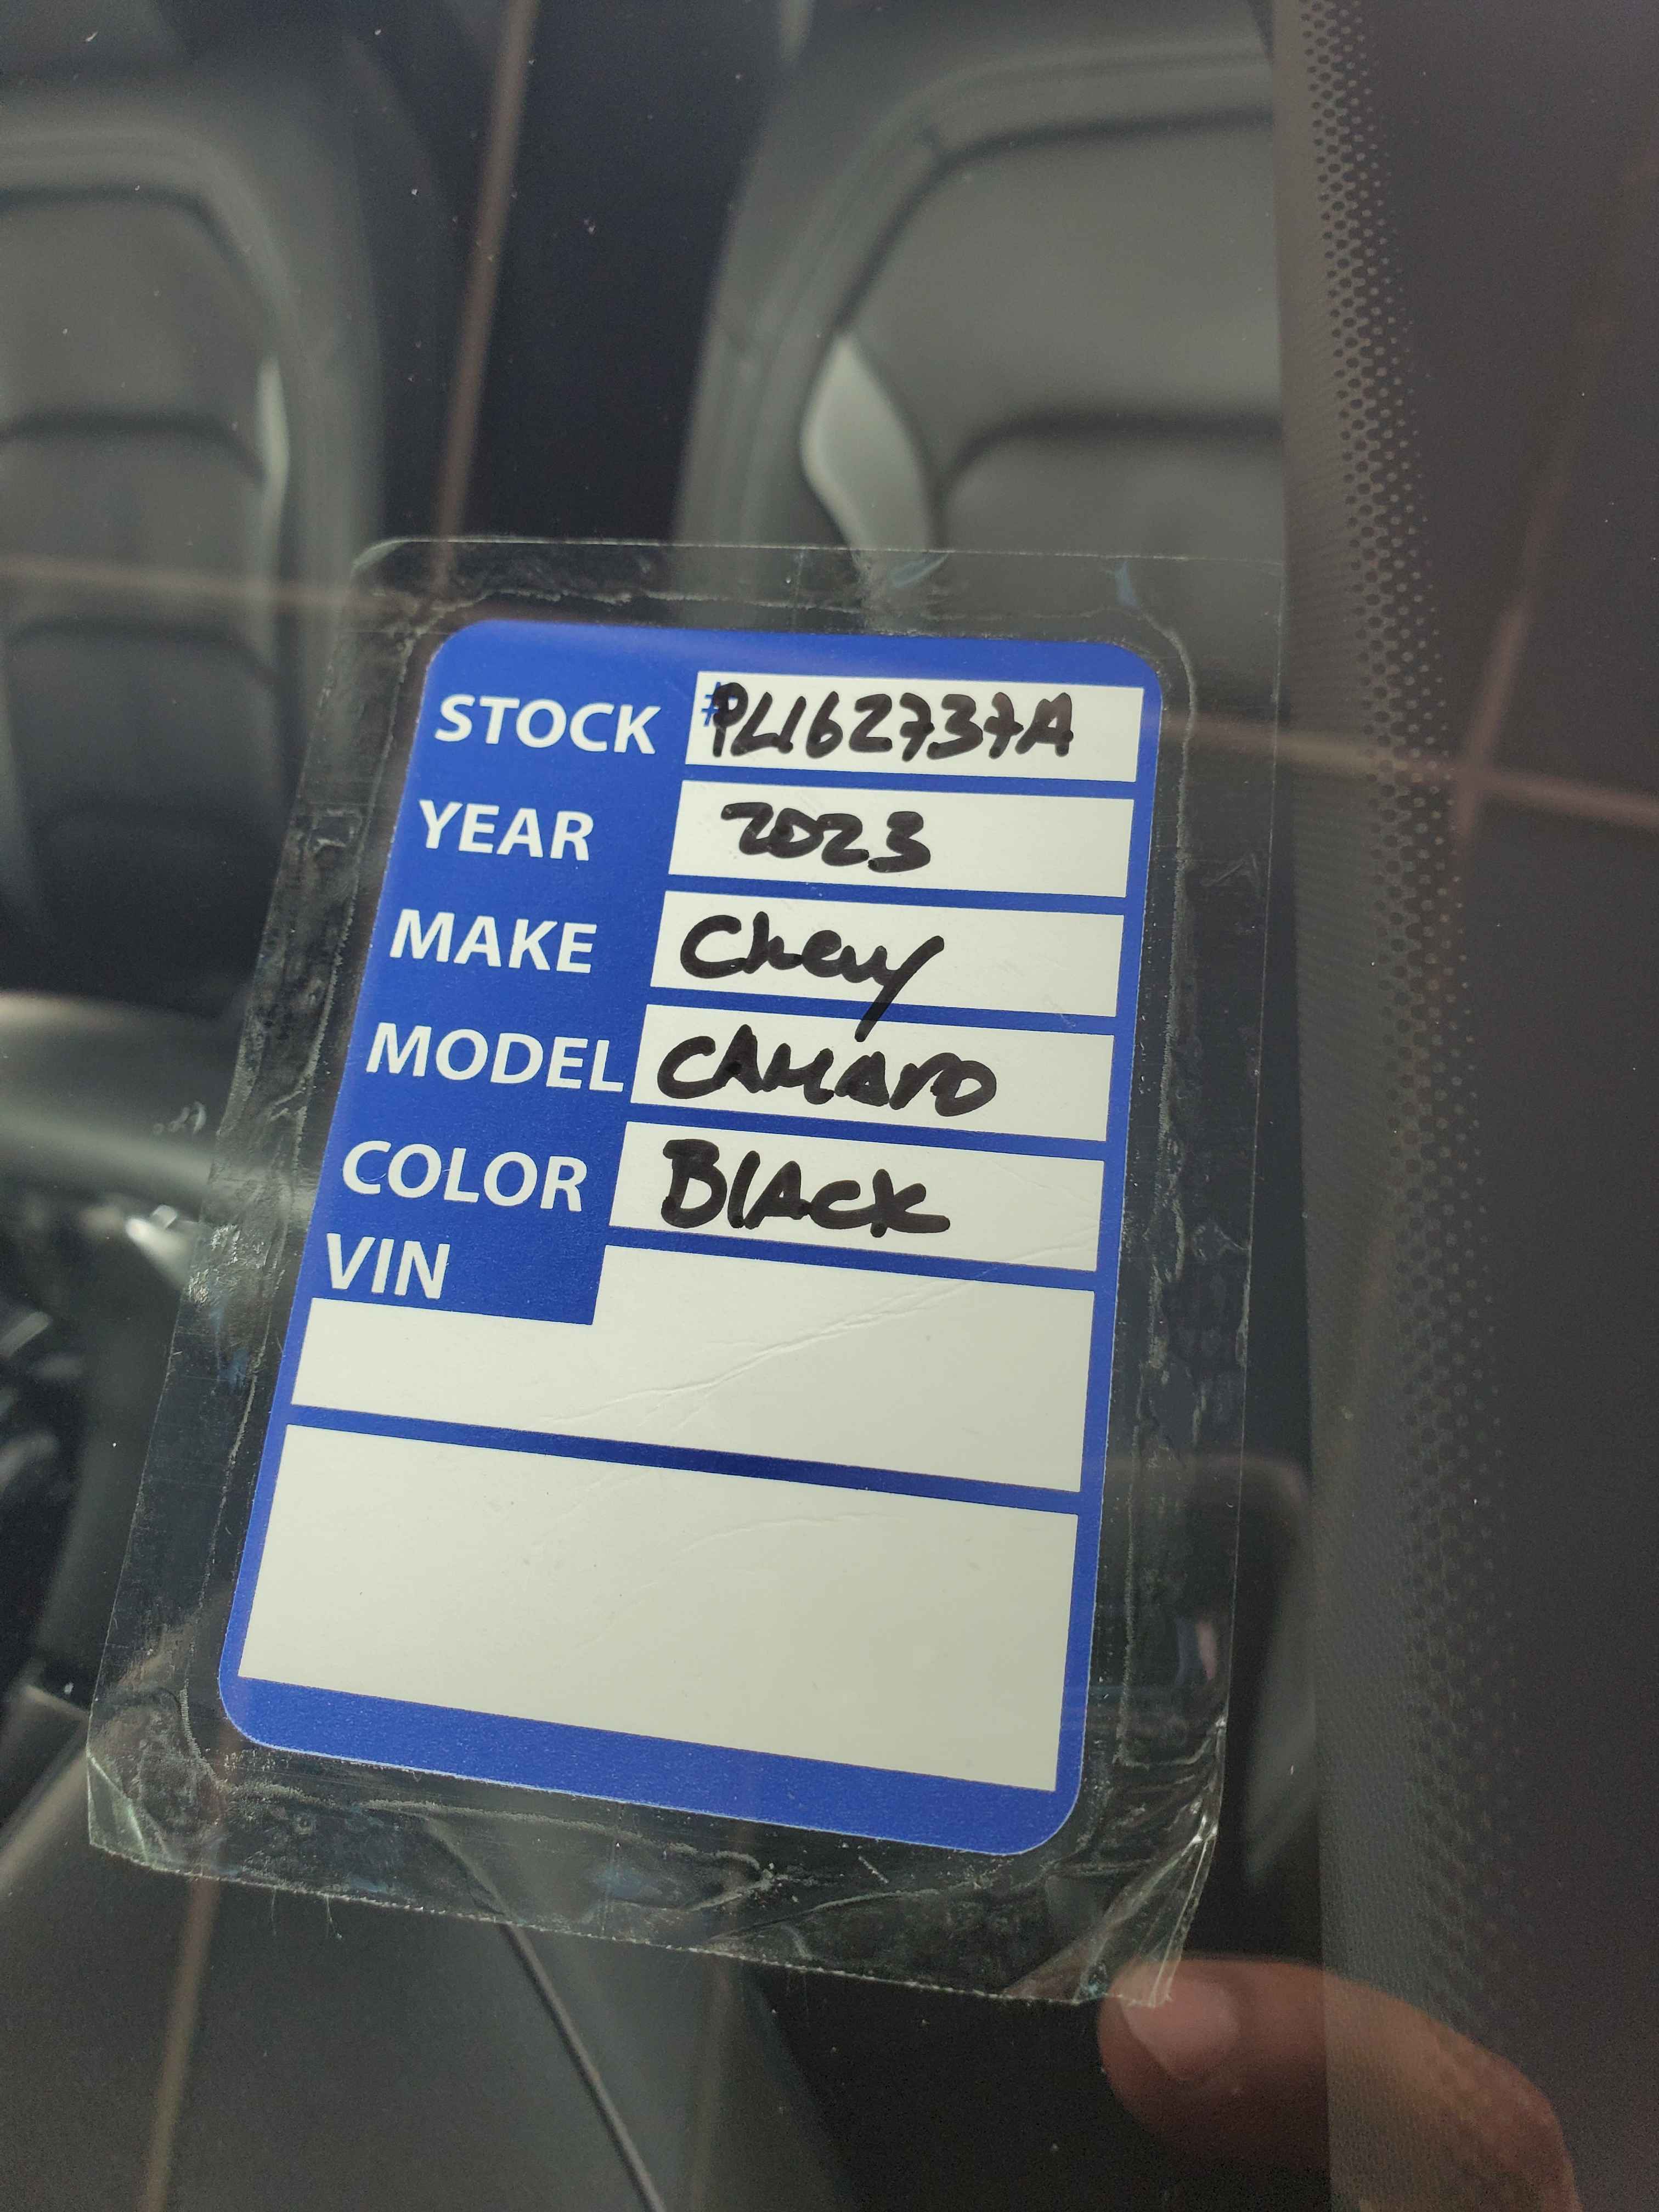 STOCK #PL162737A
YEAR 2023
MAKE Chevy
MODEL CAMARO
COLOR BLACK
VIN